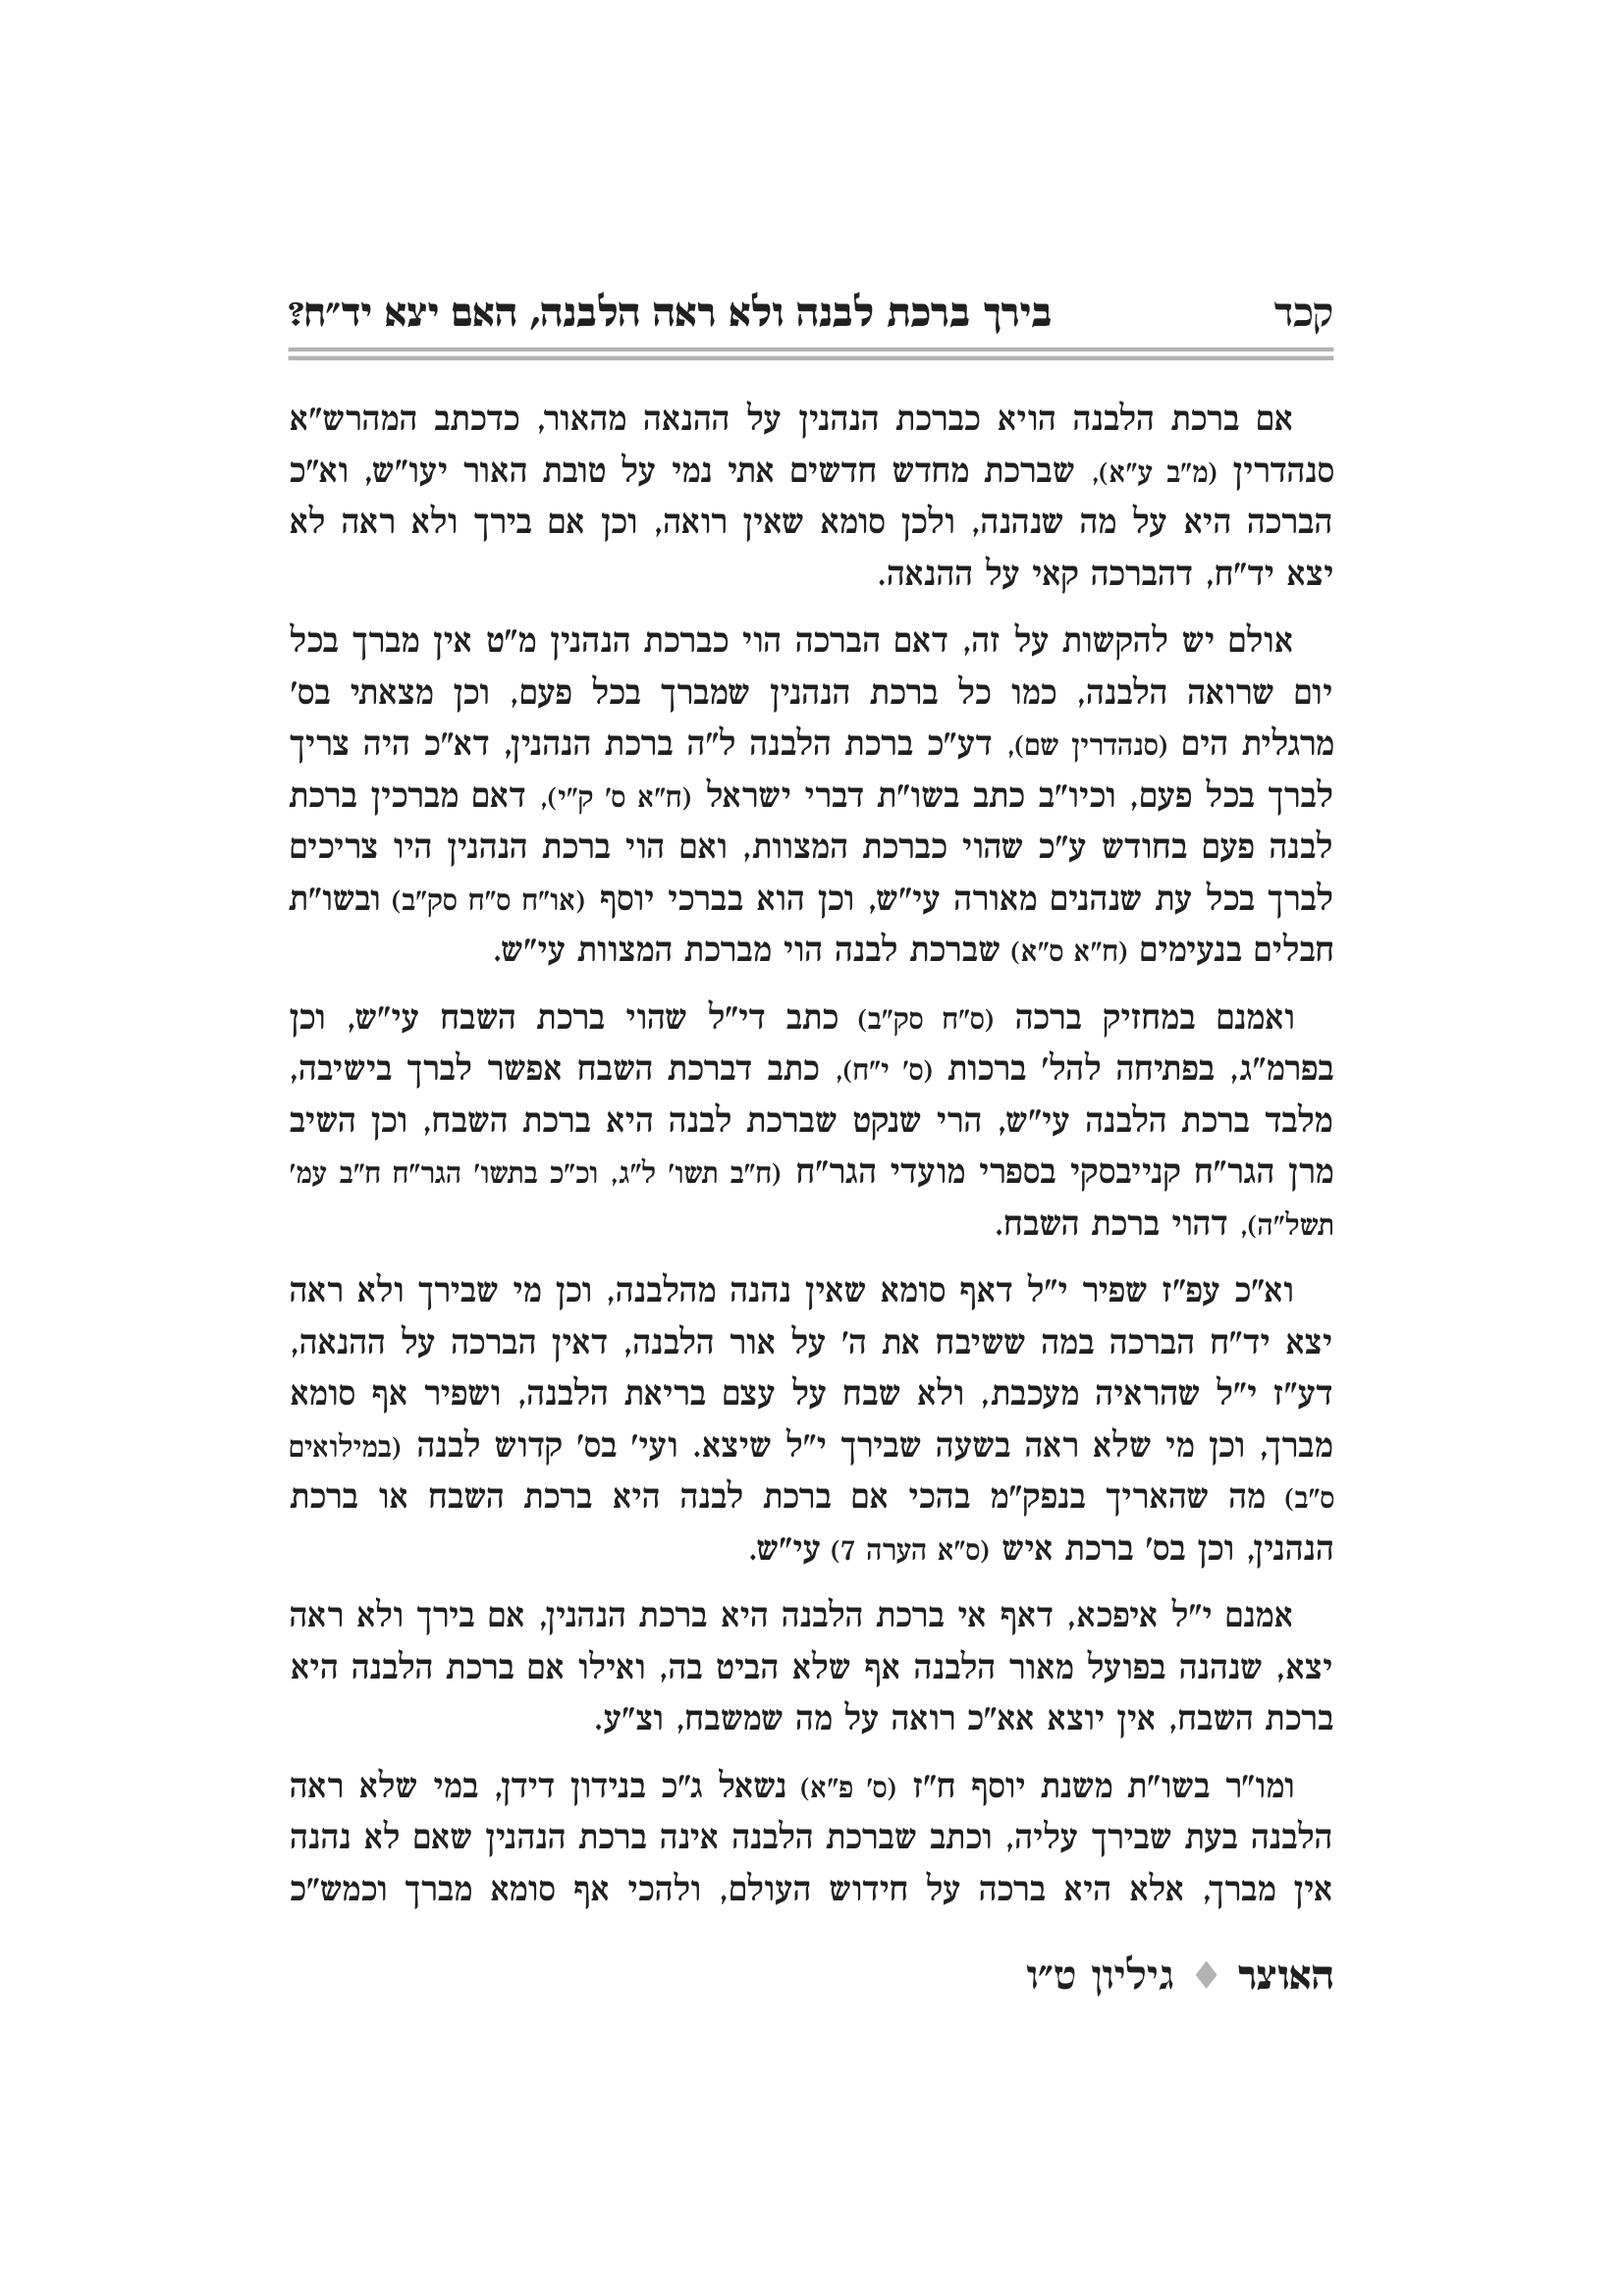 קכד בירך ברכת לבנה ולא ראה הלבנה, האם יצא יד״ח?
אם ברכת הלבנה הויא כברכת הנהנין על ההנאה מהאור, כדכתב המהרש"א
סנהדרין (מ"ב ע"א), שברכת מחדש חדשים אתי נמי על טובת האור יעו"ש, וא"כ
הברכה היא על מה שנהנה, ולכן סומא שאין רואה, וכן אם בירך ולא ראה לא
יצא יד"ח, דהברכה קאי על ההנאה.
אולם יש להקשות על זה, דאם הברכה הוי כברכת הנהנין מ"ט אין מברך בכל
יום שרואה הלבנה, כמו כל ברכת הנהנין שמברך בכל פעם, וכן מצאתי בס'
מרגלית הים (סנהדרין שם), דע"כ ברכת הלבנה ל"ה ברכת הנהנין, דא"כ היה צריך
לברך בכל פעם, וכיו"ב כתב בשו"ת דברי ישראל (ח"א ס' ק"י), דאם מברכין ברכת
לבנה פעם בחודש ע"כ שהוי כברכת המצוות, ואם הוי ברכת הנהנין היו צריכים
לברך בכל עת שנהנים מאורה עי"ש, וכן הוא בברכי יוסף (או"ח ס"ח סק"ב) ובשו"ת
חבלים בנעימים (ח"א ס"א) שברכת לבנה הוי מברכת המצוות עי"ש.
ואמנם במחזיק ברכה (ס"ח סק"ב) כתב די"ל שהוי ברכת השבח עי"ש, וכן
בפרמ"ג, בפתיחה להל' ברכות (ס' י"ח), כתב דברכת השבח אפשר לברך בישיבה,
מלבד ברכת הלבנה עי"ש, הרי שנקט שברכת לבנה היא ברכת השבח, וכן השיב
מרן הגר"ח קנייבסקי בספרי מועדי הגר"ח (ח"ב תשו' ל"ג, וכ"כ בתשו' הגר"ח ח"ב עמ'
תשל"ה), דהוי ברכת השבח.
וא"כ עפ"ז שפיר י"ל דאף סומא שאין נהנה מהלבנה, וכן מי שבירך ולא ראה
יצא יד"ח הברכה במה ששיבח את ה' על אור הלבנה, דאין הברכה על ההנאה,
דע"ז י"ל שהראיה מעכבת, ולא שבח על עצם בריאת הלבנה, ושפיר אף סומא
מברך, וכן מי שלא ראה בשעה שבירך י"ל שיצא. ועי' בס' קדוש לבנה (במילואים
ס"ב) מה שהאריך בנפק"מ בהכי אם ברכת לבנה היא ברכת השבח או ברכת
הנהנין, וכן בס' ברכת איש (ס"א הערה 7) עי"ש.
אמנם י"ל איפכא, דאף אי ברכת הלבנה היא ברכת הנהנין, אם בירך ולא ראה
יצא, שנהנה בפועל מאור הלבנה אף שלא הביט בה, ואילו אם ברכת הלבנה היא
ברכת השבח, אין יוצא אא"כ רואה על מה שמשבח, וצ"ע.
ומו"ר בשו"ת משנת יוסף ח"ז (ס' פ"א) נשאל ג"כ בנידון דידן, במי שלא ראה
הלבנה בעת שבירך עליה, וכתב שברכת הלבנה אינה ברכת הנהנין שאם לא נהנה
אין מברך, אלא היא ברכה על חידוש העולם, ולהכי אף סומא מברך וכמש"כ
האוצר ♦ גיליון ט״ו